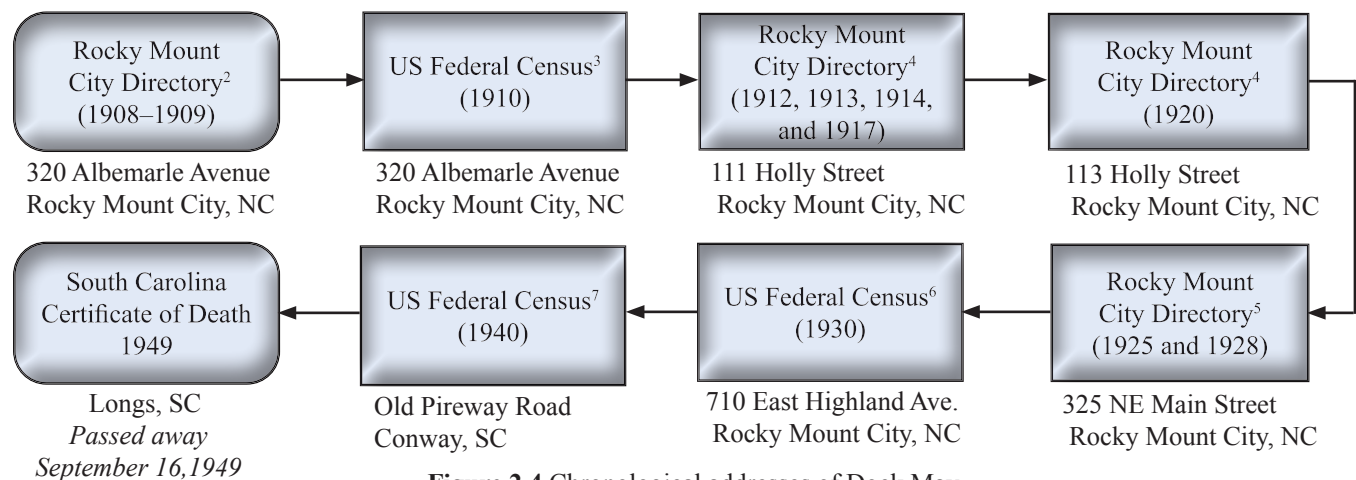 Rocky Mount
City Directory²
(1908–1909)
320 Albemarle Avenue
Rocky Mount City, NC
US Federal Census³
(1910)
320 Albemarle Avenue
Rocky Mount City, NC
Rocky Mount
City Directory⁴
(1912, 1913, 1914,
and 1917)
111 Holly Street
Rocky Mount City, NC
Rocky Mount
City Directory⁴
(1920)
113 Holly Street
Rocky Mount City, NC
Rocky Mount
City Directory⁵
(1925 and 1928)
325 NE Main Street
Rocky Mount City, NC
US Federal Census⁶
(1930)
710 East Highland Ave.
Rocky Mount City, NC
US Federal Census⁷
(1940)
Old Pireway Road
Conway, SC
South Carolina
Certificate of Death
1949
Longs, SC
Passed away
September 16,1949
Figure 2.4 Chronological addresses of Dock May